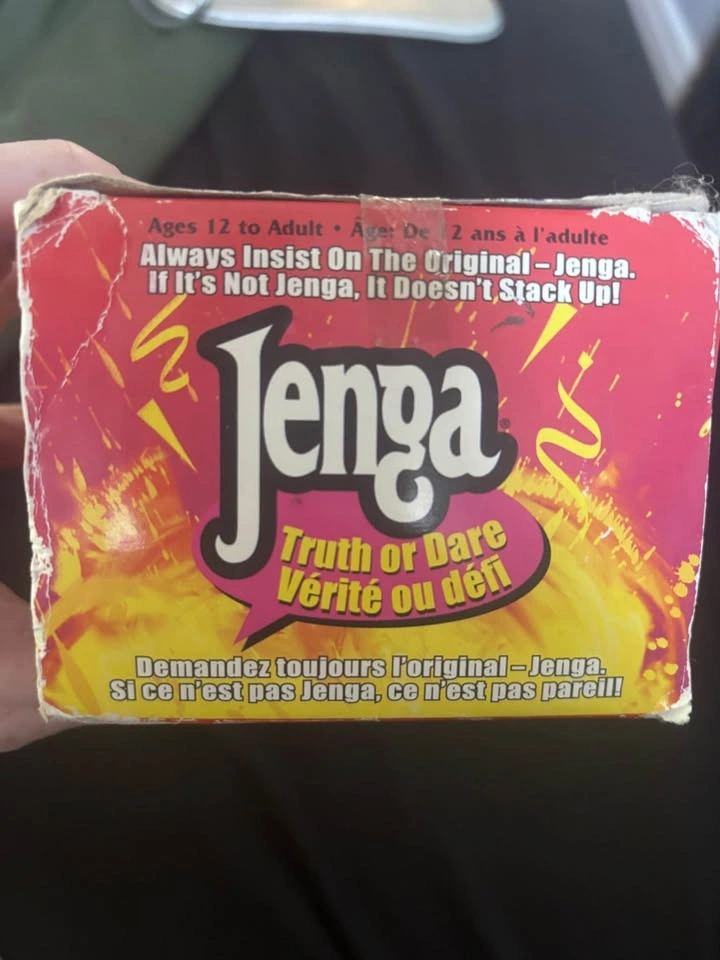 Ages 12 to Adult • Âge: De 12 ans à l'adulte
Always Insist On The Original – Jenga.
If It's Not Jenga, It Doesn't Stack Up!
Jenga®
Truth or Dare
Vérité ou défi
Demandez toujours l'original – Jenga.
Si ce n'est pas Jenga, ce n'est pas pareil!